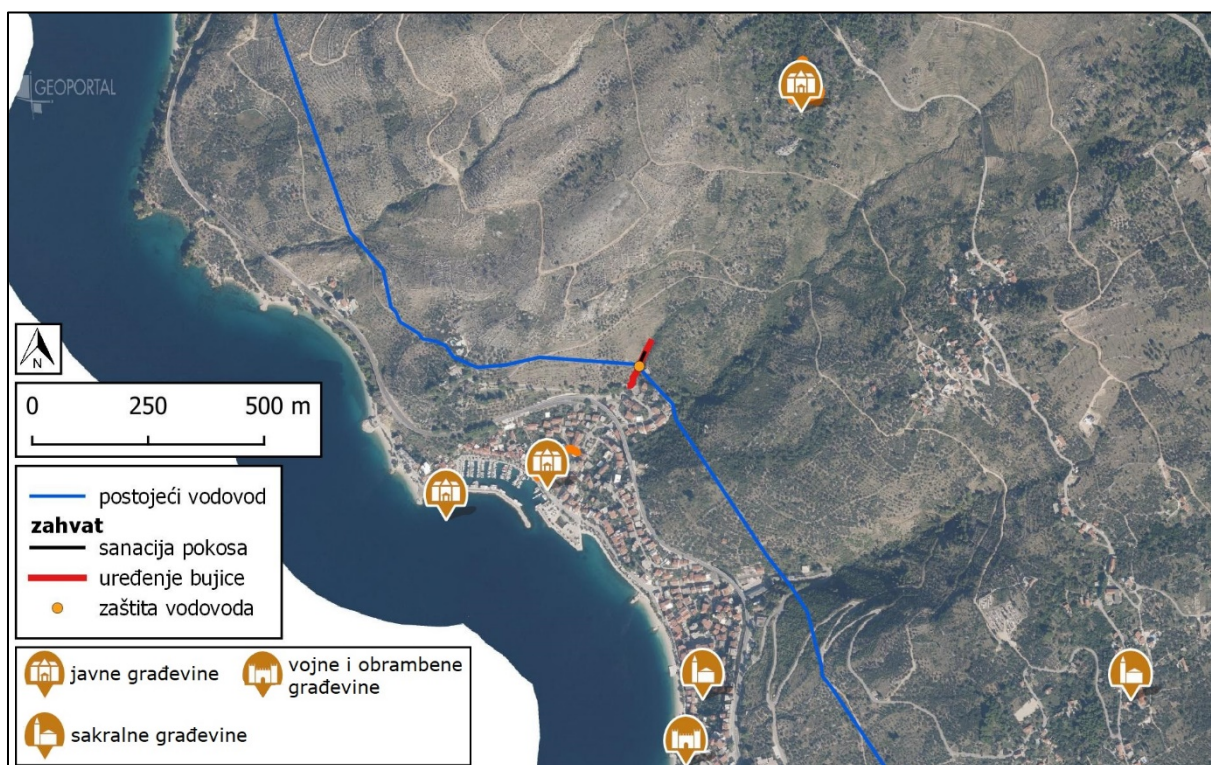 GEOPORTAL
N
0 250 500 m
postojeći vodovod
zahvat
sanacija pokosa
uređenje bujice
zaštita vodovoda
javne građevine
vojne i obrambene
građevine
sakralne građevine